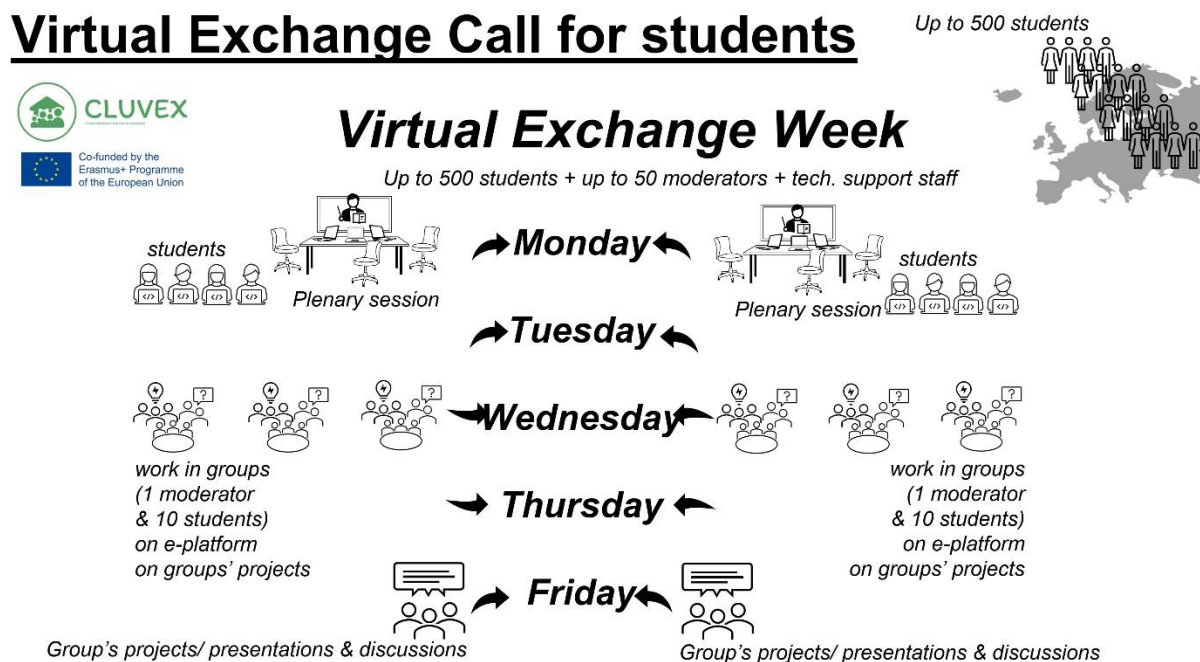 Virtual Exchange Call for students
Up to 500 students
CLUVEX
Co-funded by the
Erasmus+ Programme
of the European Union
Virtual Exchange Week
Up to 500 students + up to 50 moderators + tech. support staff
Monday
students
Plenary session
students
Plenary session
Tuesday
Wednesday
?
?
?
?
?
?
work in groups
(1 moderator
& 10 students)
on e-platform
on groups' projects
work in groups
(1 moderator
& 10 students)
on e-platform
on groups' projects
Thursday
Friday
Group's projects/ presentations & discussions
Group's projects/ presentations & discussions